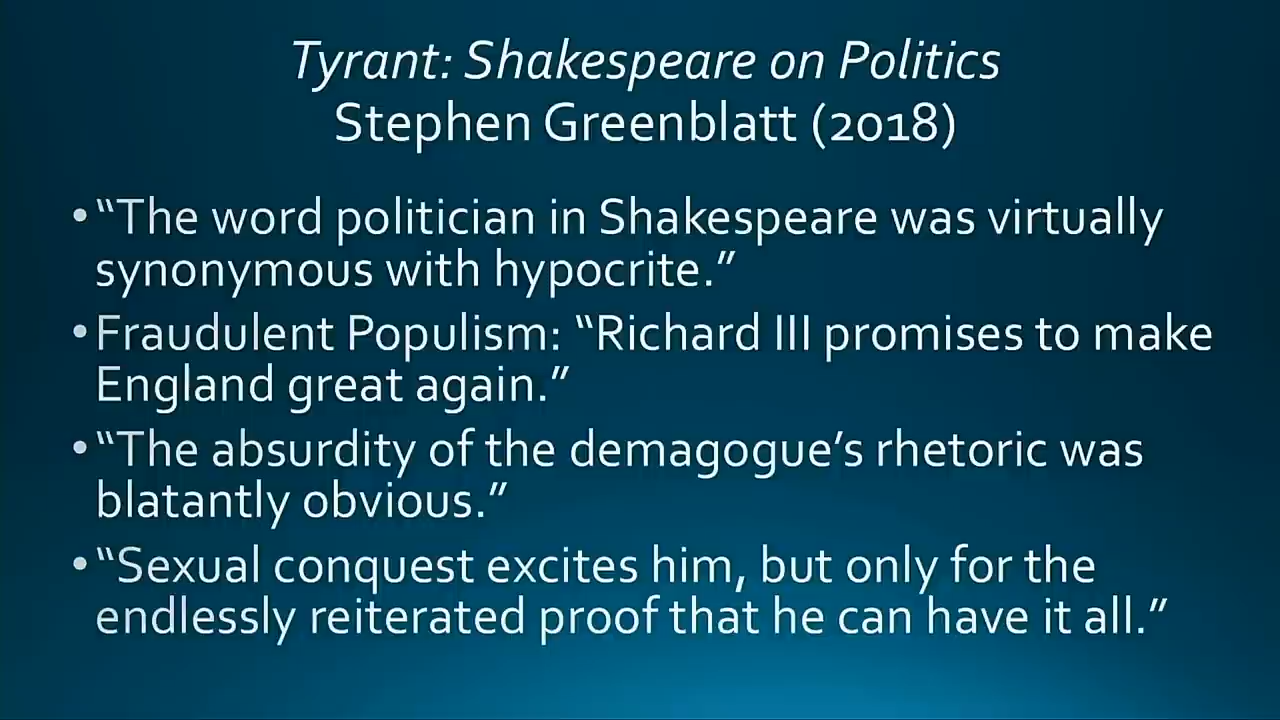 Tyrant: Shakespeare on Politics
Stephen Greenblatt (2018)
• “The word politician in Shakespeare was virtually
synonymous with hypocrite.”
• Fraudulent Populism: “Richard III promises to make
England great again.”
• “The absurdity of the demagogue’s rhetoric was
blatantly obvious.”
• “Sexual conquest excites him, but only for the
endlessly reiterated proof that he can have it all.”